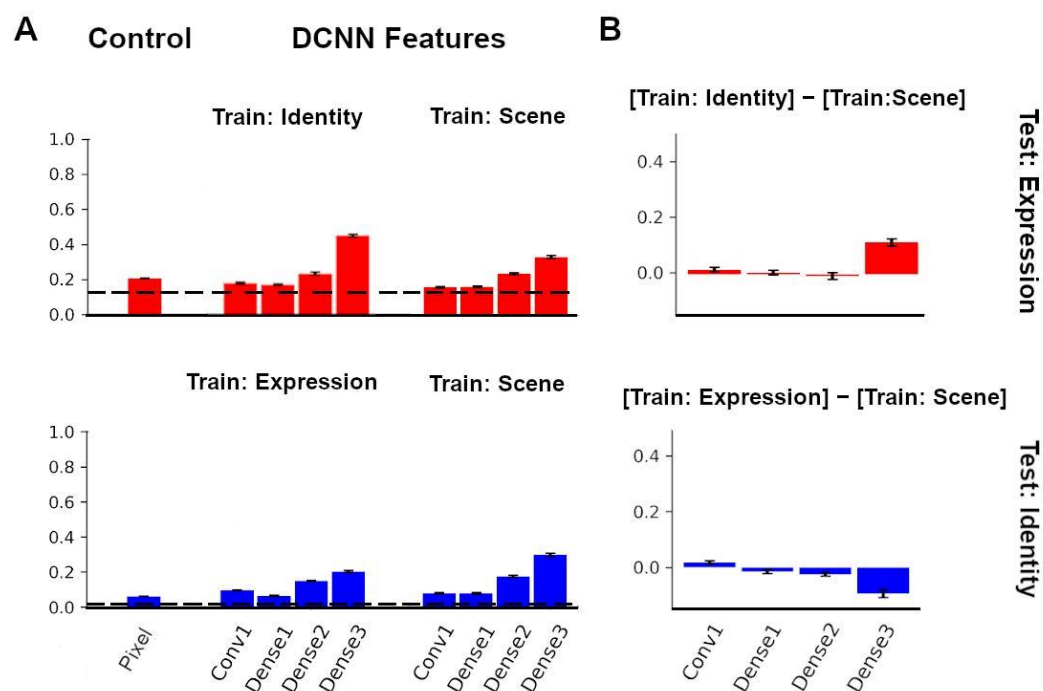 A
Control
DCNN Features
B
Train: Identity
Train: Scene
1.0
0.8
0.6
0.4
0.2
0.0
[Train: Identity] − [Train:Scene]
0.4
0.2
0.0
Test: Expression
Train: Expression
Train: Scene
1.0
0.8
0.6
0.4
0.2
0.0
Pixel
Conv1
Dense1
Dense2
Dense3
Conv1
Dense1
Dense2
Dense3
[Train: Expression] − [Train: Scene]
0.4
0.2
0.0
Conv1
Dense1
Dense2
Dense3
Test: Identity